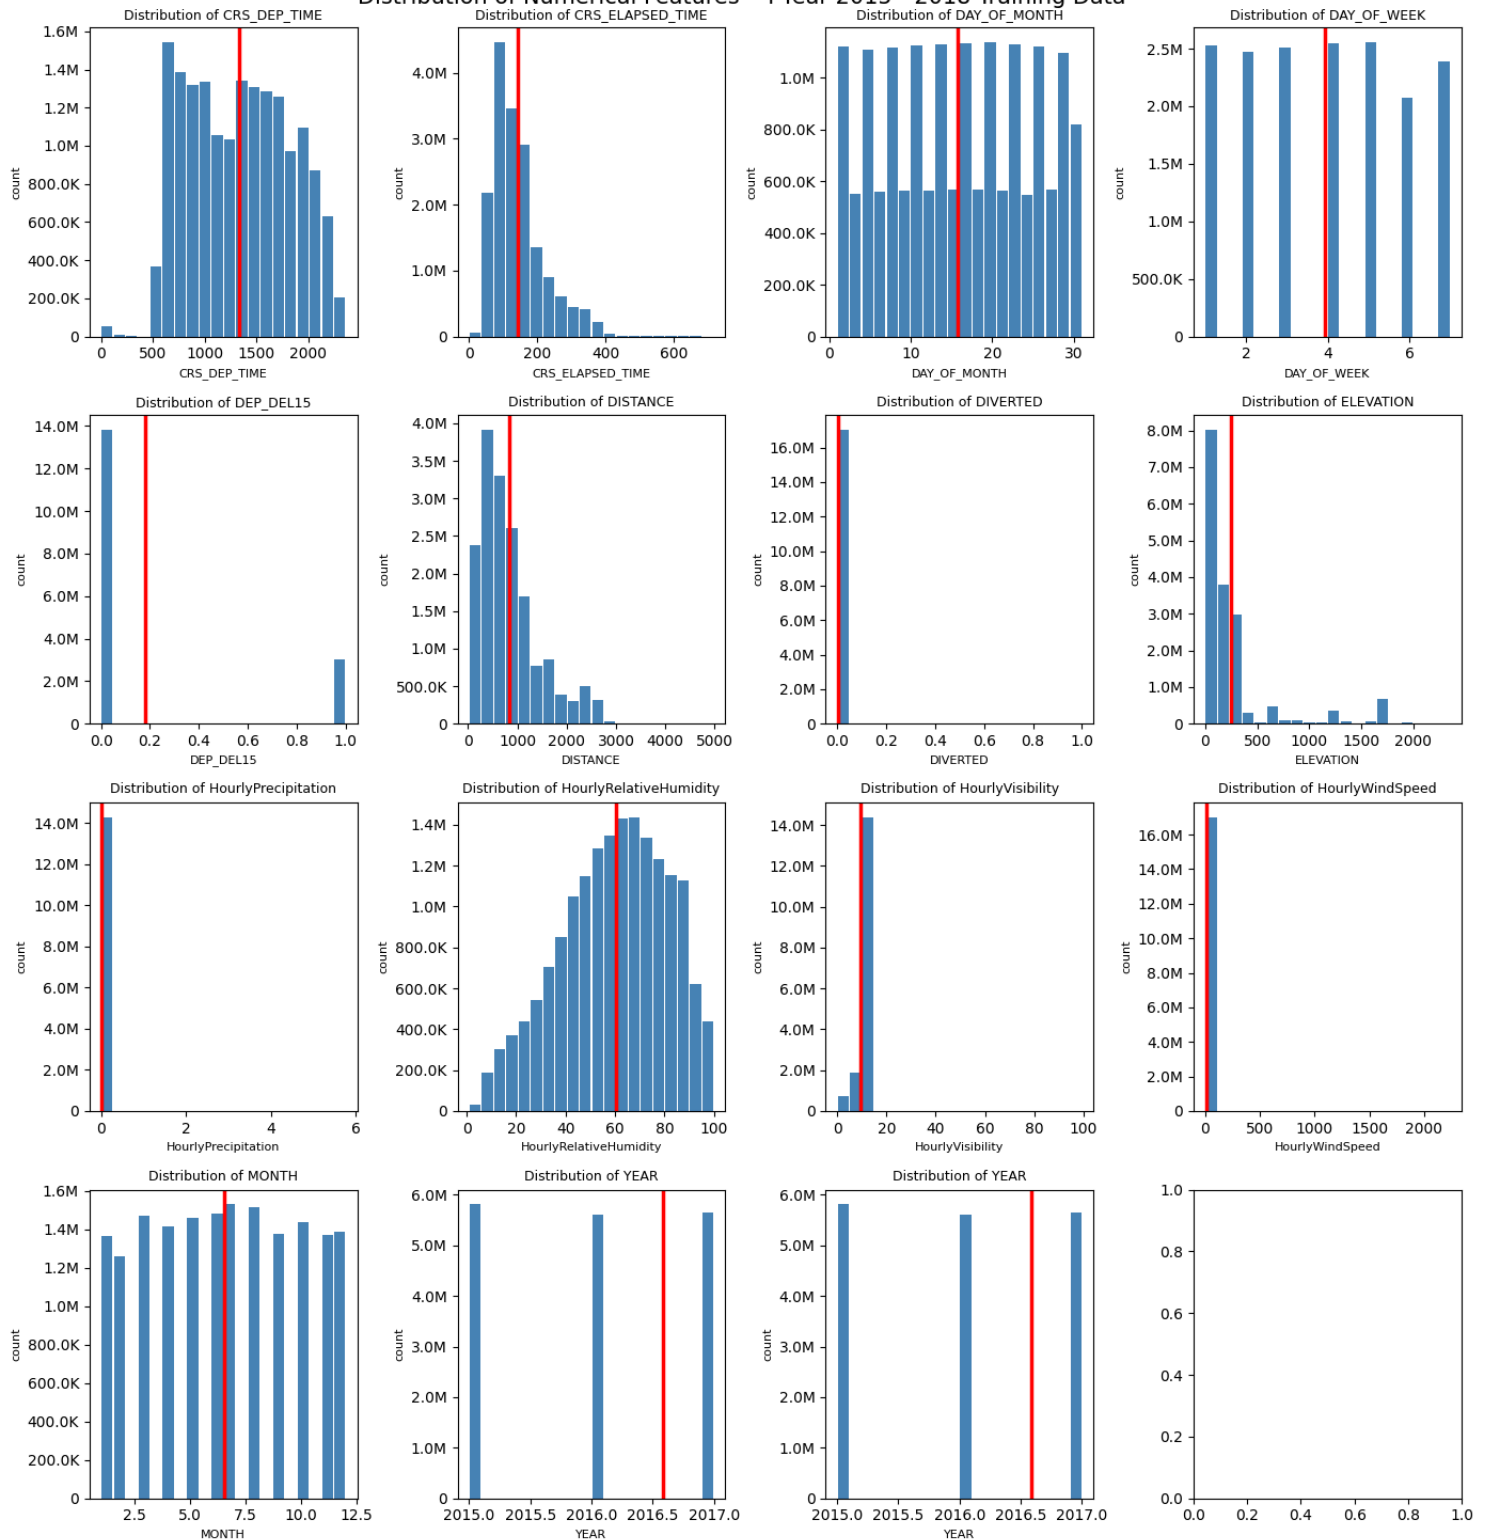 Distribution of Numerical Features Year 2015 - 2018 Training Data
Distribution of CRS_DEP_TIME
1.6M
1.4M
1.2M
1.0M
800.0K
600.0K
400.0K
200.0K
0
count
0 500 1000 1500 2000
CRS_DEP_TIME
Distribution of CRS_ELAPSED_TIME
4.0M
3.0M
2.0M
1.0M
0
count
0 200 400 600
CRS_ELAPSED_TIME
Distribution of DAY_OF_MONTH
1.0M
800.0K
600.0K
400.0K
200.0K
0
count
0 10 20 30
DAY_OF_MONTH
Distribution of DAY_OF_WEEK
2.5M
2.0M
1.5M
1.0M
500.0K
0
count
2 4 6
DAY_OF_WEEK
Distribution of DEP_DEL15
14.0M
12.0M
10.0M
8.0M
6.0M
4.0M
2.0M
0
count
0.0 0.2 0.4 0.6 0.8 1.0
DEP_DEL15
Distribution of DISTANCE
4.0M
3.5M
3.0M
2.5M
2.0M
1.5M
1.0M
500.0K
0
count
0 1000 2000 3000 4000 5000
DISTANCE
Distribution of DIVERTED
16.0M
14.0M
12.0M
10.0M
8.0M
6.0M
4.0M
2.0M
0
count
0.0 0.2 0.4 0.6 0.8 1.0
DIVERTED
Distribution of ELEVATION
8.0M
7.0M
6.0M
5.0M
4.0M
3.0M
2.0M
1.0M
0
count
0 500 1000 1500 2000
ELEVATION
Distribution of HourlyPrecipitation
14.0M
12.0M
10.0M
8.0M
6.0M
4.0M
2.0M
0
count
0 2 4 6
HourlyPrecipitation
Distribution of HourlyRelativeHumidity
1.4M
1.2M
1.0M
800.0K
600.0K
400.0K
200.0K
0
count
0 20 40 60 80 100
HourlyRelativeHumidity
Distribution of HourlyVisibility
14.0M
12.0M
10.0M
8.0M
6.0M
4.0M
2.0M
0
count
0 20 40 60 80 100
HourlyVisibility
Distribution of HourlyWindSpeed
16.0M
14.0M
12.0M
10.0M
8.0M
6.0M
4.0M
2.0M
0
count
0 500 1000 1500 2000
HourlyWindSpeed
Distribution of MONTH
1.6M
1.4M
1.2M
1.0M
800.0K
600.0K
400.0K
200.0K
0
count
2.5 5.0 7.5 10.0 12.5
MONTH
Distribution of YEAR
6.0M
5.0M
4.0M
3.0M
2.0M
1.0M
0
count
2015.0 2015.5 2016.0 2016.5 2017.0
YEAR
Distribution of YEAR
6.0M
5.0M
4.0M
3.0M
2.0M
1.0M
0
count
2015.0 2015.5 2016.0 2016.5 2017.0
YEAR
1.0
0.8
0.6
0.4
0.2
0.0
0.0 0.2 0.4 0.6 0.8 1.0